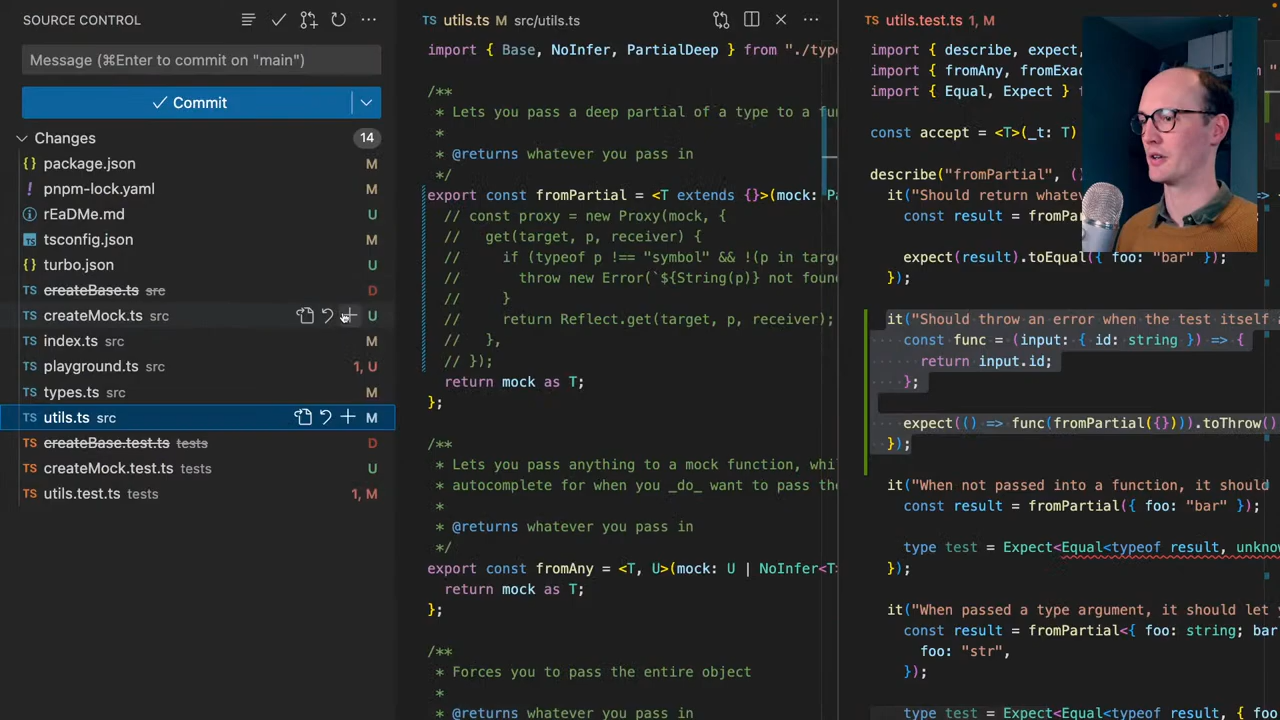 SOURCE CONTROL
Message (⌘Enter to commit on "main")
Commit
Changes 14
package.json M
pnpm-lock.yaml M
rEaDMe.md U
tsconfig.json M
turbo.json U
createBase.ts src D
createMock.ts src U
index.ts src M
playground.ts src 1, U
types.ts src M
utils.ts src M
createBase.test.ts tests D
createMock.test.ts tests U
utils.test.ts tests 1, M
TS utils.ts M src/utils.ts
import { Base, NoInfer, PartialDeep } from "./typ
/**
* Lets you pass a deep partial of a type to a fu
*
* @returns whatever you pass in
*/
export const fromPartial = <T extends {}>(mock: Pa
// const proxy = new Proxy(mock, {
//   get(target, p, receiver) {
//     if (typeof p !== "symbol" && !(p in targ
//       throw new Error(`${String(p)} not foun
//     }
//     return Reflect.get(target, p, receiver);
//   },
// });
return mock as T;
};
/**
* Lets you pass anything to a mock function, whi
* autocomplete for when you _do_ want to pass the
*
* @returns whatever you pass in
*/
export const fromAny = <T, U>(mock: U | NoInfer<T
return mock as T;
};
/**
* Forces you to pass the entire object
*
* @returns whatever you pass in
TS utils.test.ts 1, M
import { describe, expect,
import { fromAny, fromExac
import { Equal, Expect } f
const accept = <T>(_t: T)
describe("fromPartial", ()
it("Should return whate
const result = fromPa
expect(result).toEqual({ foo: "bar" });
});
it("Should throw an error when the test itself a
const func = (input: { id: string }) => {
return input.id;
};
expect(() => func(fromPartial({}))).toThrow()
});
it("When not passed into a function, it should
const result = fromPartial({ foo: "bar" });
type test = Expect<Equal<typeof result, unkno
});
it("When passed a type argument, it should let y
const result = fromPartial<{ foo: string; bar
foo: "str",
});
type test = Expect<Equal<typeof result, { foo